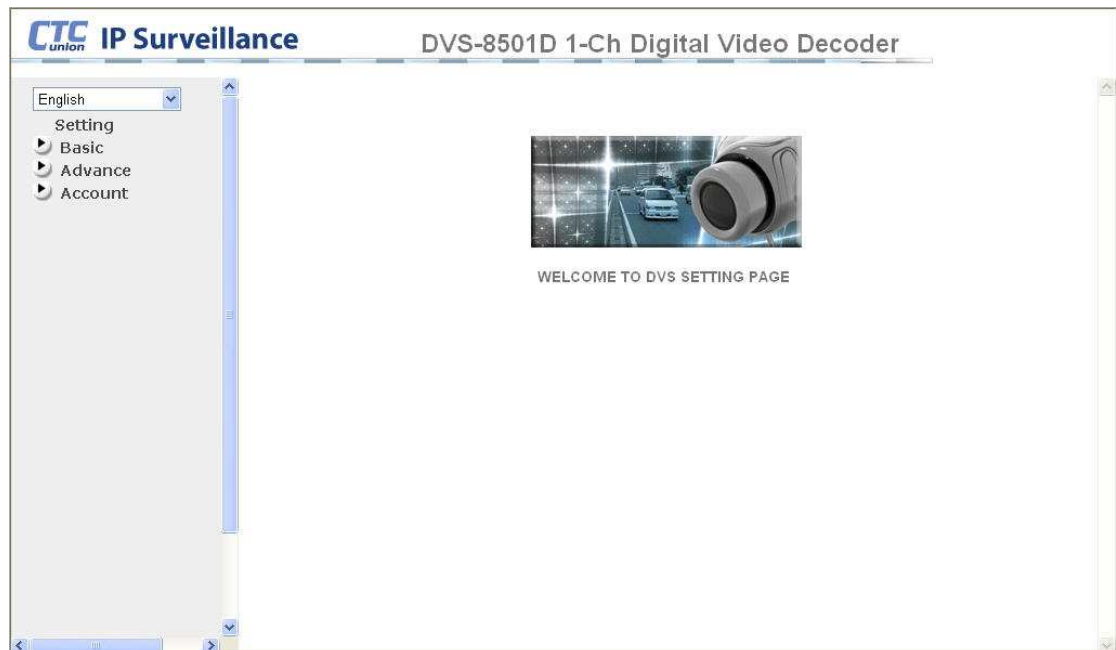 CTC union IP Surveillance
DVS-8501D 1-Ch Digital Video Decoder
English
Setting
Basic
Advance
Account
WELCOME TO DVS SETTING PAGE